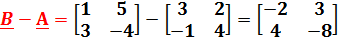 B − A = [1 5; 3 −4] − [3 2; −1 4] = [−2 3; 4 −8]